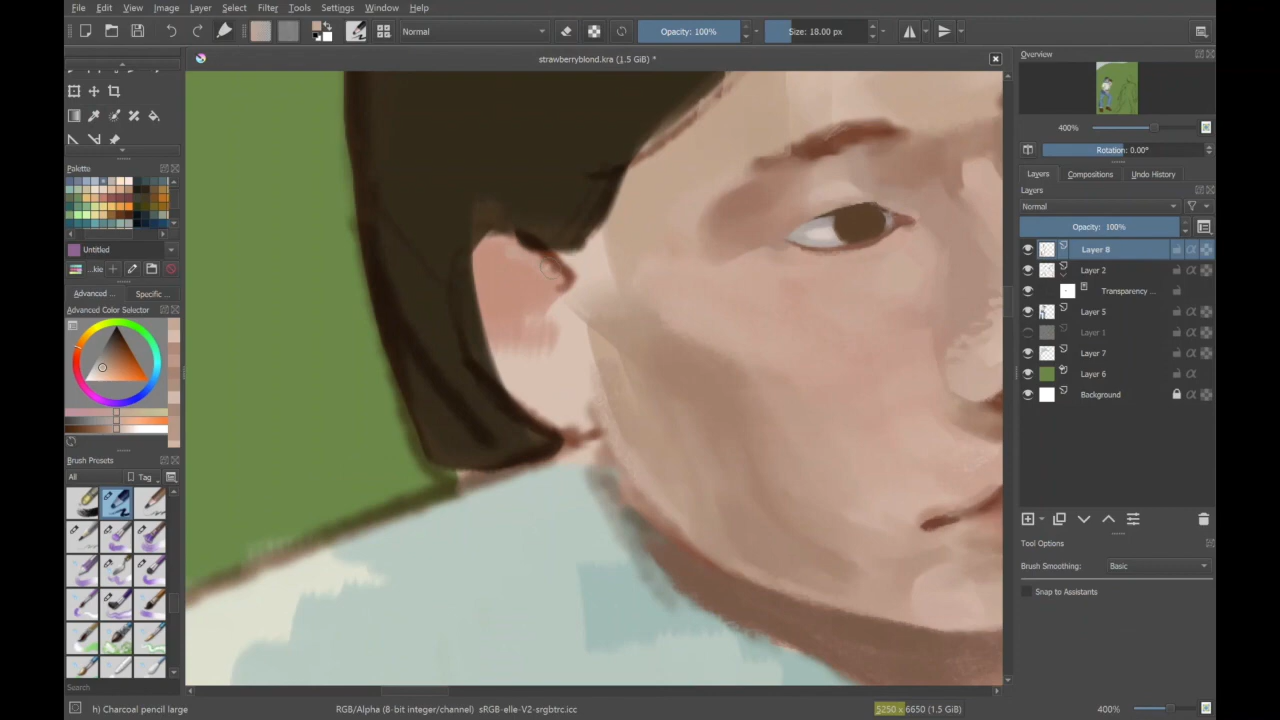 File Edit View Image Layer Select Filter Tools Settings Window Help
Normal Opacity: 100% Size: 18.00 px
strawberryblond.kra (1.5 GiB) *
Overview
400%
Rotation: 0.00°
Layers Compositions Undo History
Layers
Normal
Opacity: 100%
Layer 8
Layer 2
Transparency ...
Layer 5
Layer 1
Layer 7
Layer 6
Background
Tool Options
Brush Smoothing: Basic
Snap to Assistants
Palette
Untitled
...kie
Advanced ... Specific ...
Advanced Color Selector
Brush Presets
All Tag
Search
h) Charcoal pencil large RGB/Alpha (8-bit integer/channel) sRGB-elle-V2-srgbtrc.icc 5250 x 6650 (1.5 GiB) 400%